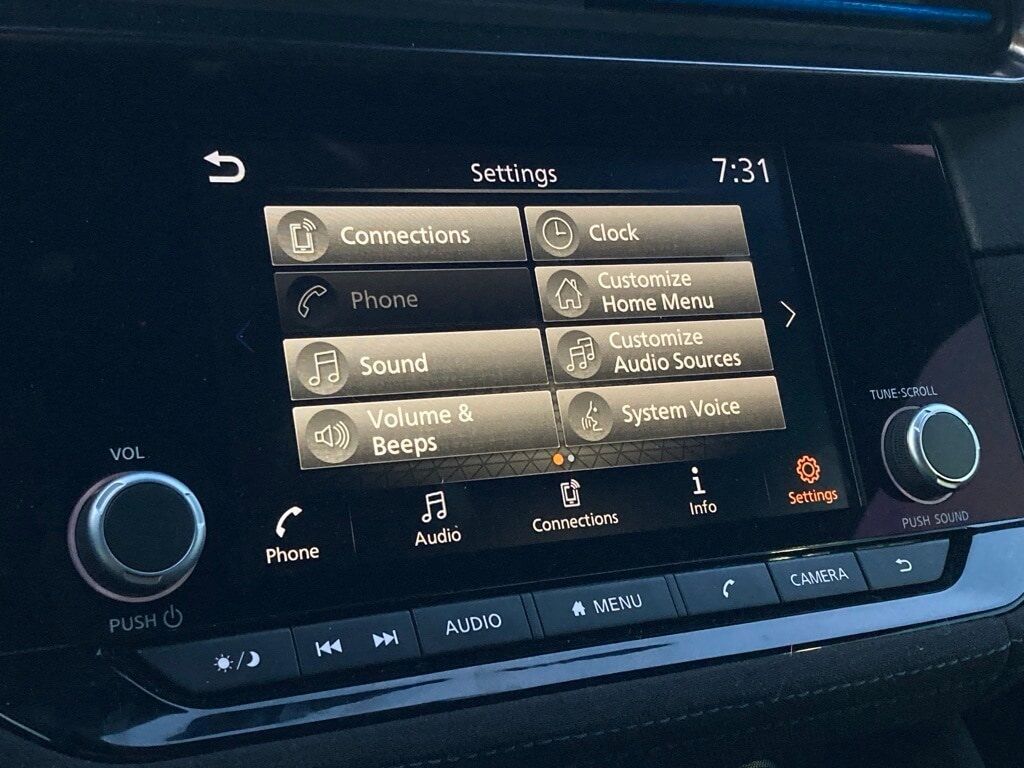 Settings
7:31
Connections
Clock
Phone
Customize
Home Menu
Sound
Customize
Audio Sources
Volume &
Beeps
System Voice
Phone
Audio
Connections
Info
Settings
VOL
PUSH
TUNE·SCROLL
PUSH SOUND
AUDIO
MENU
CAMERA